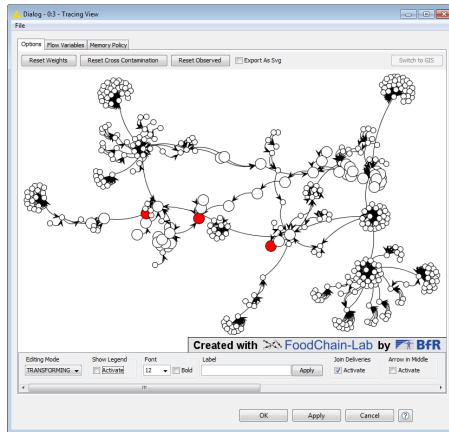 Dialog - 0:3 - Tracing View
File
Options Flow Variables Memory Policy
Reset Weights Reset Cross Contamination Reset Observed Export As Svg Switch to GIS
Created with FoodChain-Lab by BfR
Editing Mode Show Legend Font Label Join Deliveries Arrow in Middle
TRANSFORMING Activate 12 Bold Apply Activate Activate
OK Apply Cancel ?